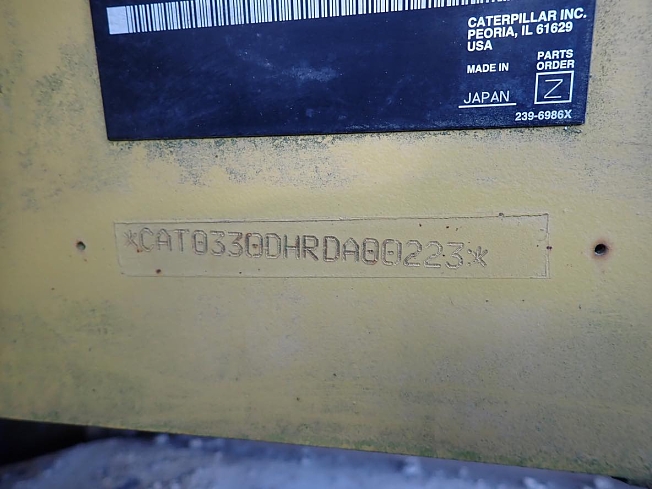 CATERPILLAR INC.
PEORIA, IL 61629
USA
MADE IN
JAPAN
PARTS
ORDER
Z
239-6986X
*CAT0330DHRDA00223*